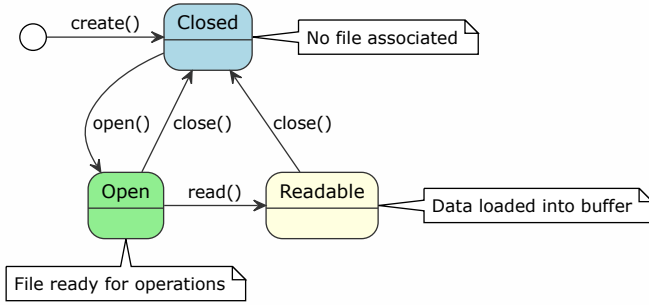 create()
Closed
No file associated
open()
close()
close()
Open
read()
Readable
Data loaded into buffer
File ready for operations